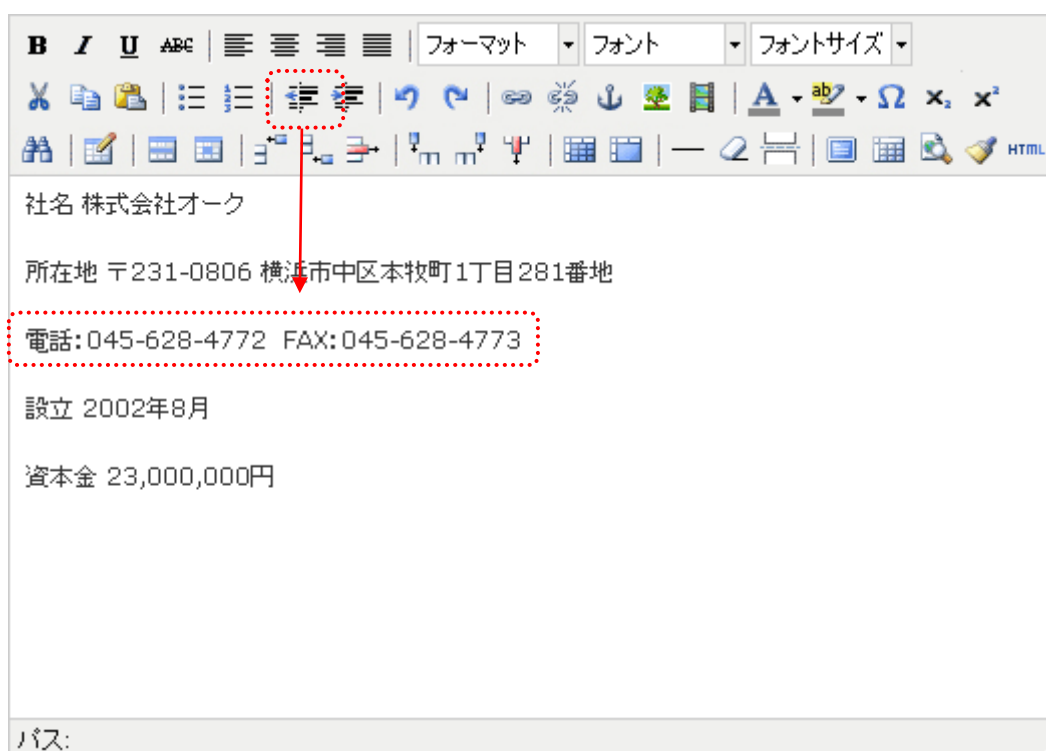 B I U ABC フォーマット フォント フォントサイズ
A ab Ω x₂ x²
HTML
社名 株式会社オーク
所在地 〒231-0806 横浜市中区本牧町1丁目281番地
電話:045-628-4772 FAX:045-628-4773
設立 2002年8月
資本金 23,000,000円
パス: